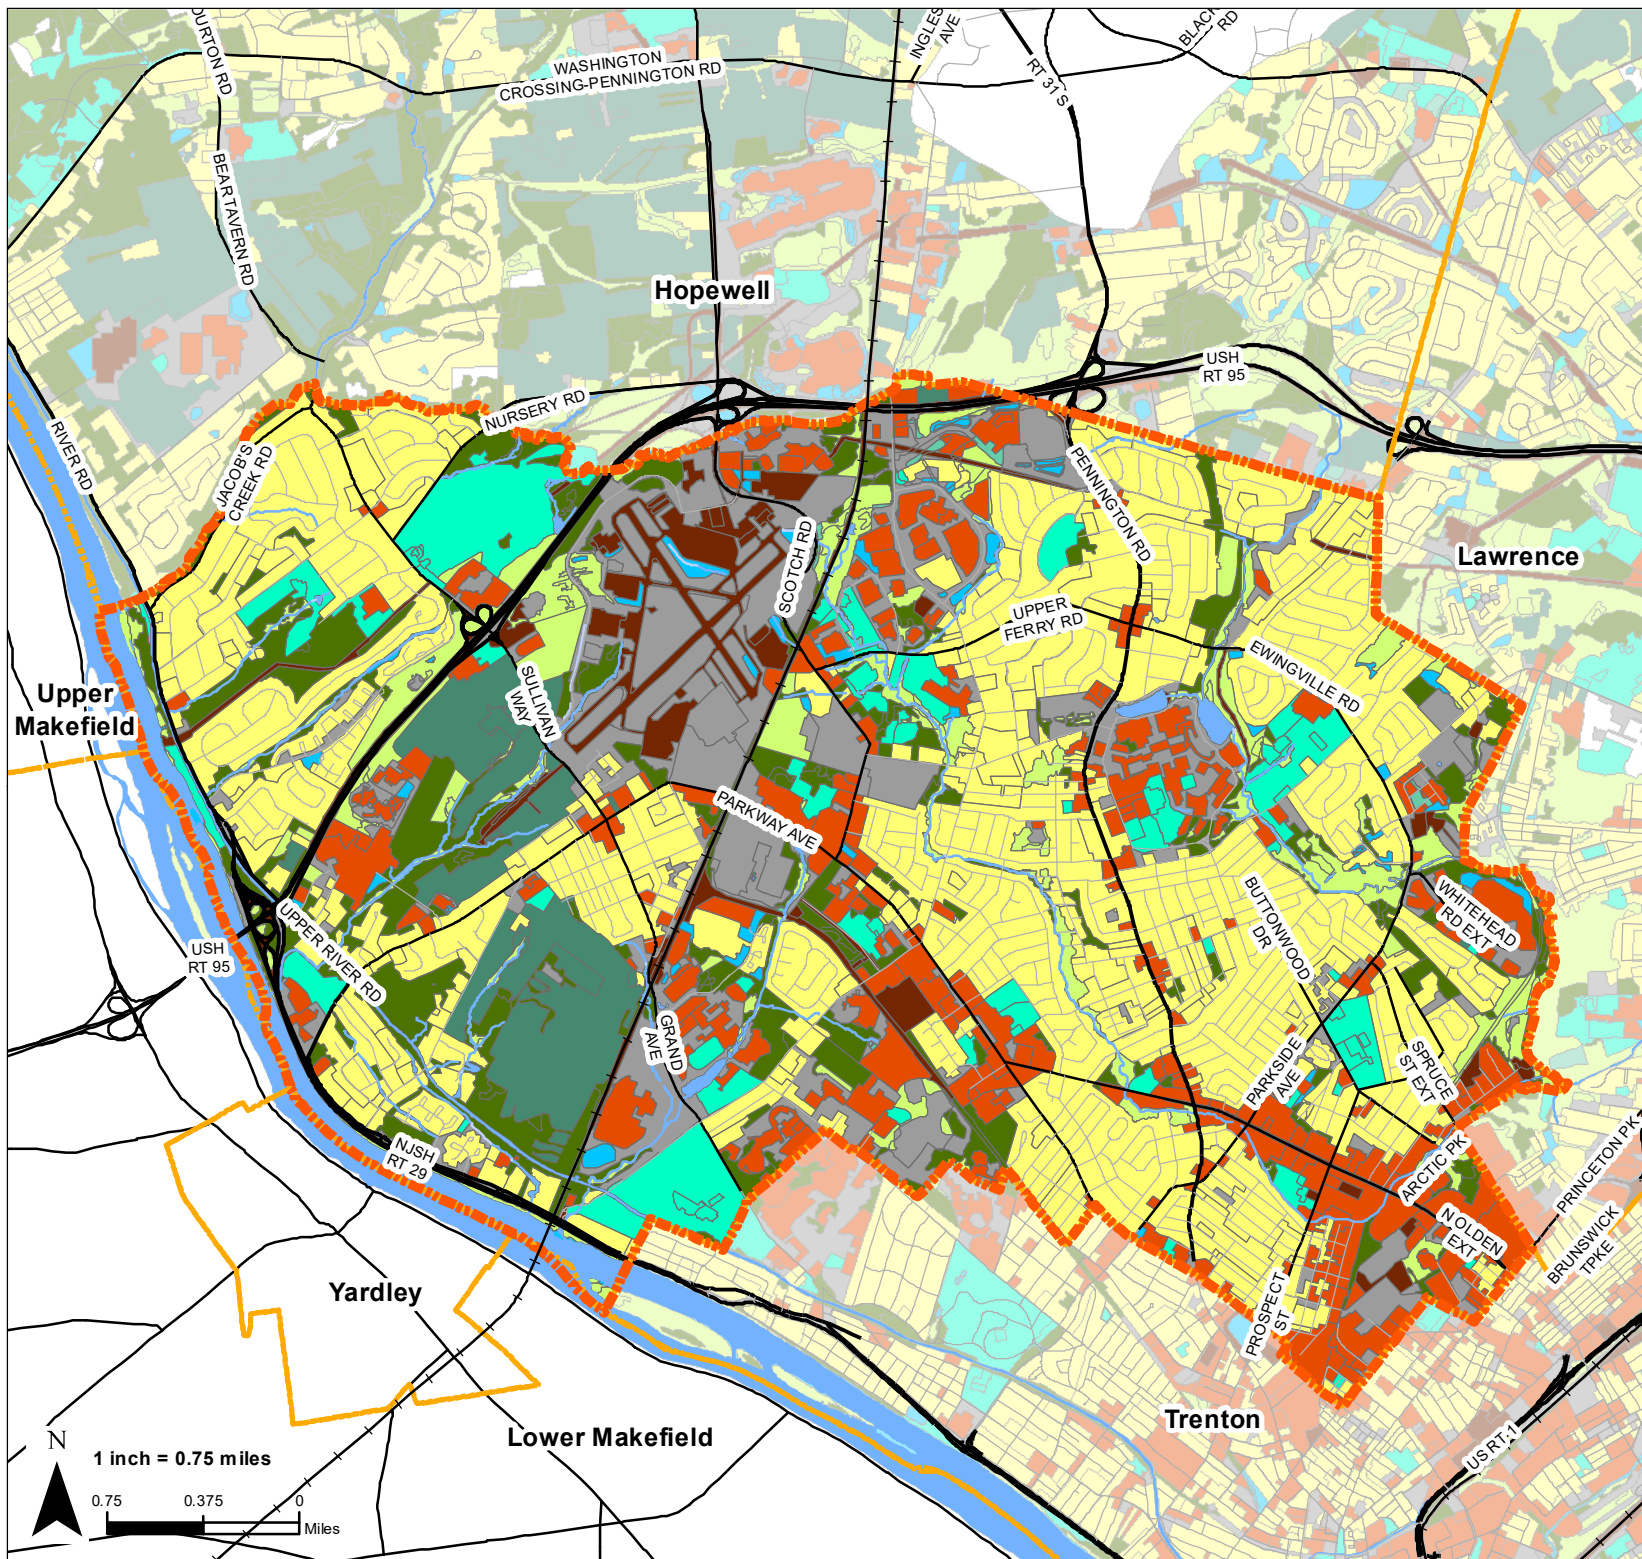 OURTON RD
WASHINGTON
CROSSING-PENNINGTON RD
INGLES
AVE
RT 31 S
BLACK
RD
BEARTAVERN RD
Hopewell
USH
RT 95
RIVER RD
NURSERY RD
JACOB'S
CREEK RD
PENNINGTON RD
SCOTCH RD
Lawrence
UPPER
FERRY RD
EWINGVILLE RD
Upper
Makefield
SULLIVAN
WAY
PARKWAY AVE
BUTTONWOOD
DR
WHITEHEAD
RD EXT
UPPER RIVER RD
USH
RT 95
GRAND
AVE
PARKSIDE
AVE
SPRUCE
ST EXT
NJSH
RT 29
ARCTIC PK
PRINCETON PK
N OLDEN
EXT
BRUNSWICK
TPKE
Yardley
PROSPECT
ST
Trenton
Lower Makefield
US RT 1
N
1 inch = 0.75 miles
0.75 0.375 0
Miles